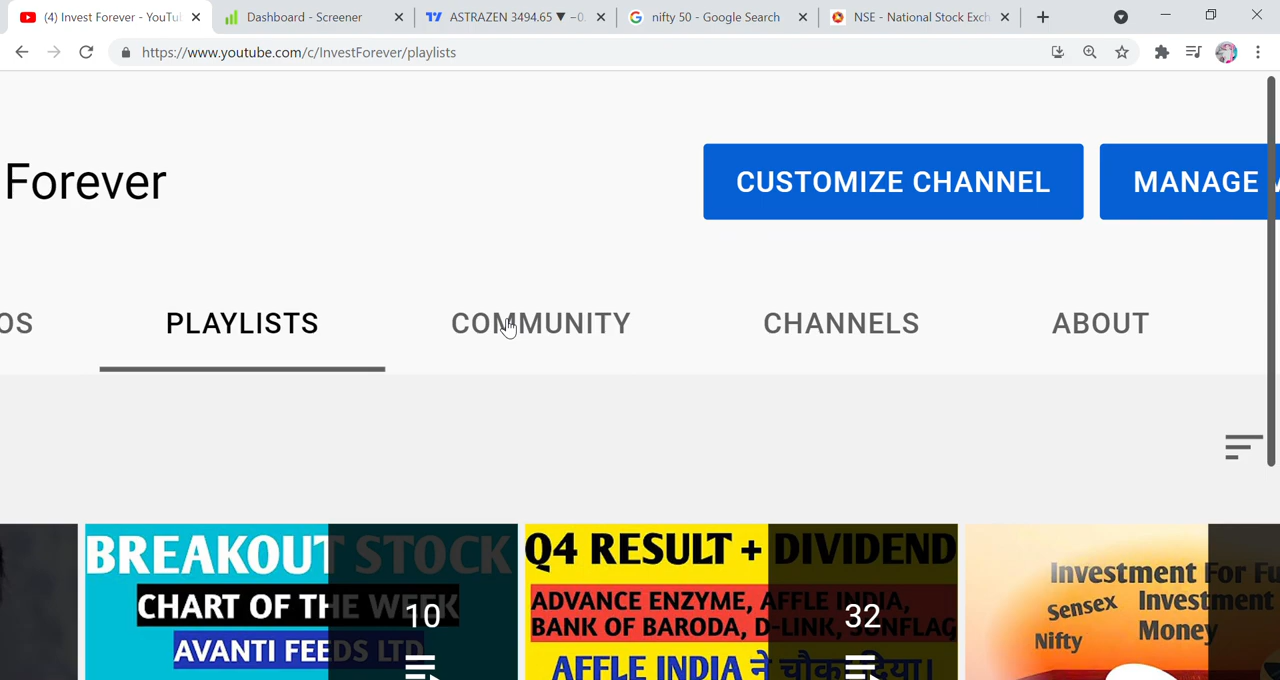 (4) Invest Forever - YouTu
Dashboard - Screener
ASTRAZEN 3494.65 ▼ −0.
nifty 50 - Google Search
NSE - National Stock Exch
https://www.youtube.com/c/InvestForever/playlists
Forever
CUSTOMIZE CHANNEL
MANAGE
OS
PLAYLISTS
COMMUNITY
CHANNELS
ABOUT
BREAKOUT STOCK
CHART OF THE WEEK
AVANTI FEEDS LTD
10
Q4 RESULT + DIVIDEND
ADVANCE ENZYME, AFFLE INDIA,
BANK OF BARODA, D-LINK, SUNFLAG
AFFLE INDIA ने चौंका दिया।
32
Investment For Fu
Sensex
Investment
Nifty
Money